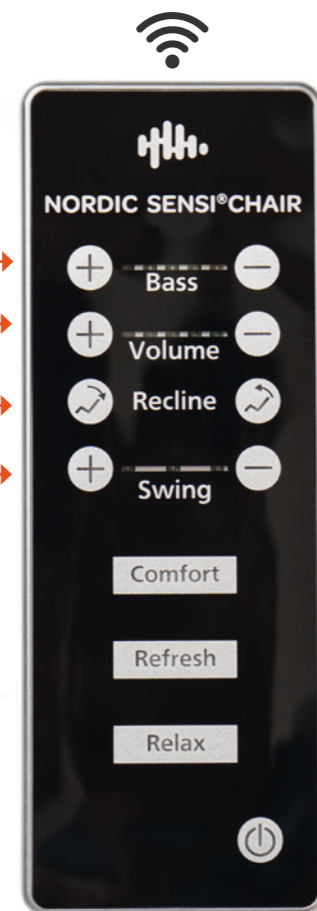 NORDIC SENSI®CHAIR
Bass
Volume
Recline
Swing
Comfort
Refresh
Relax